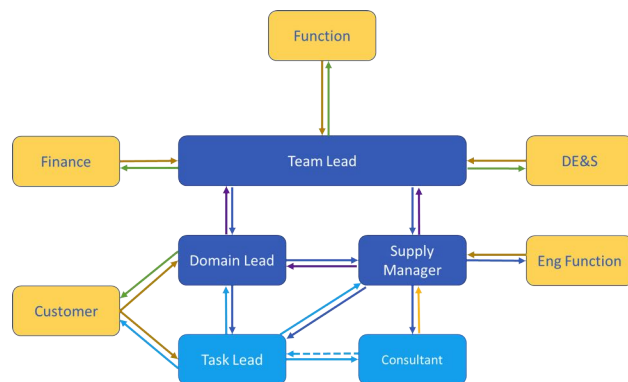 Function
Finance
Team Lead
DE&S
Domain Lead
Supply
Manager
Eng Function
Customer
Task Lead
Consultant